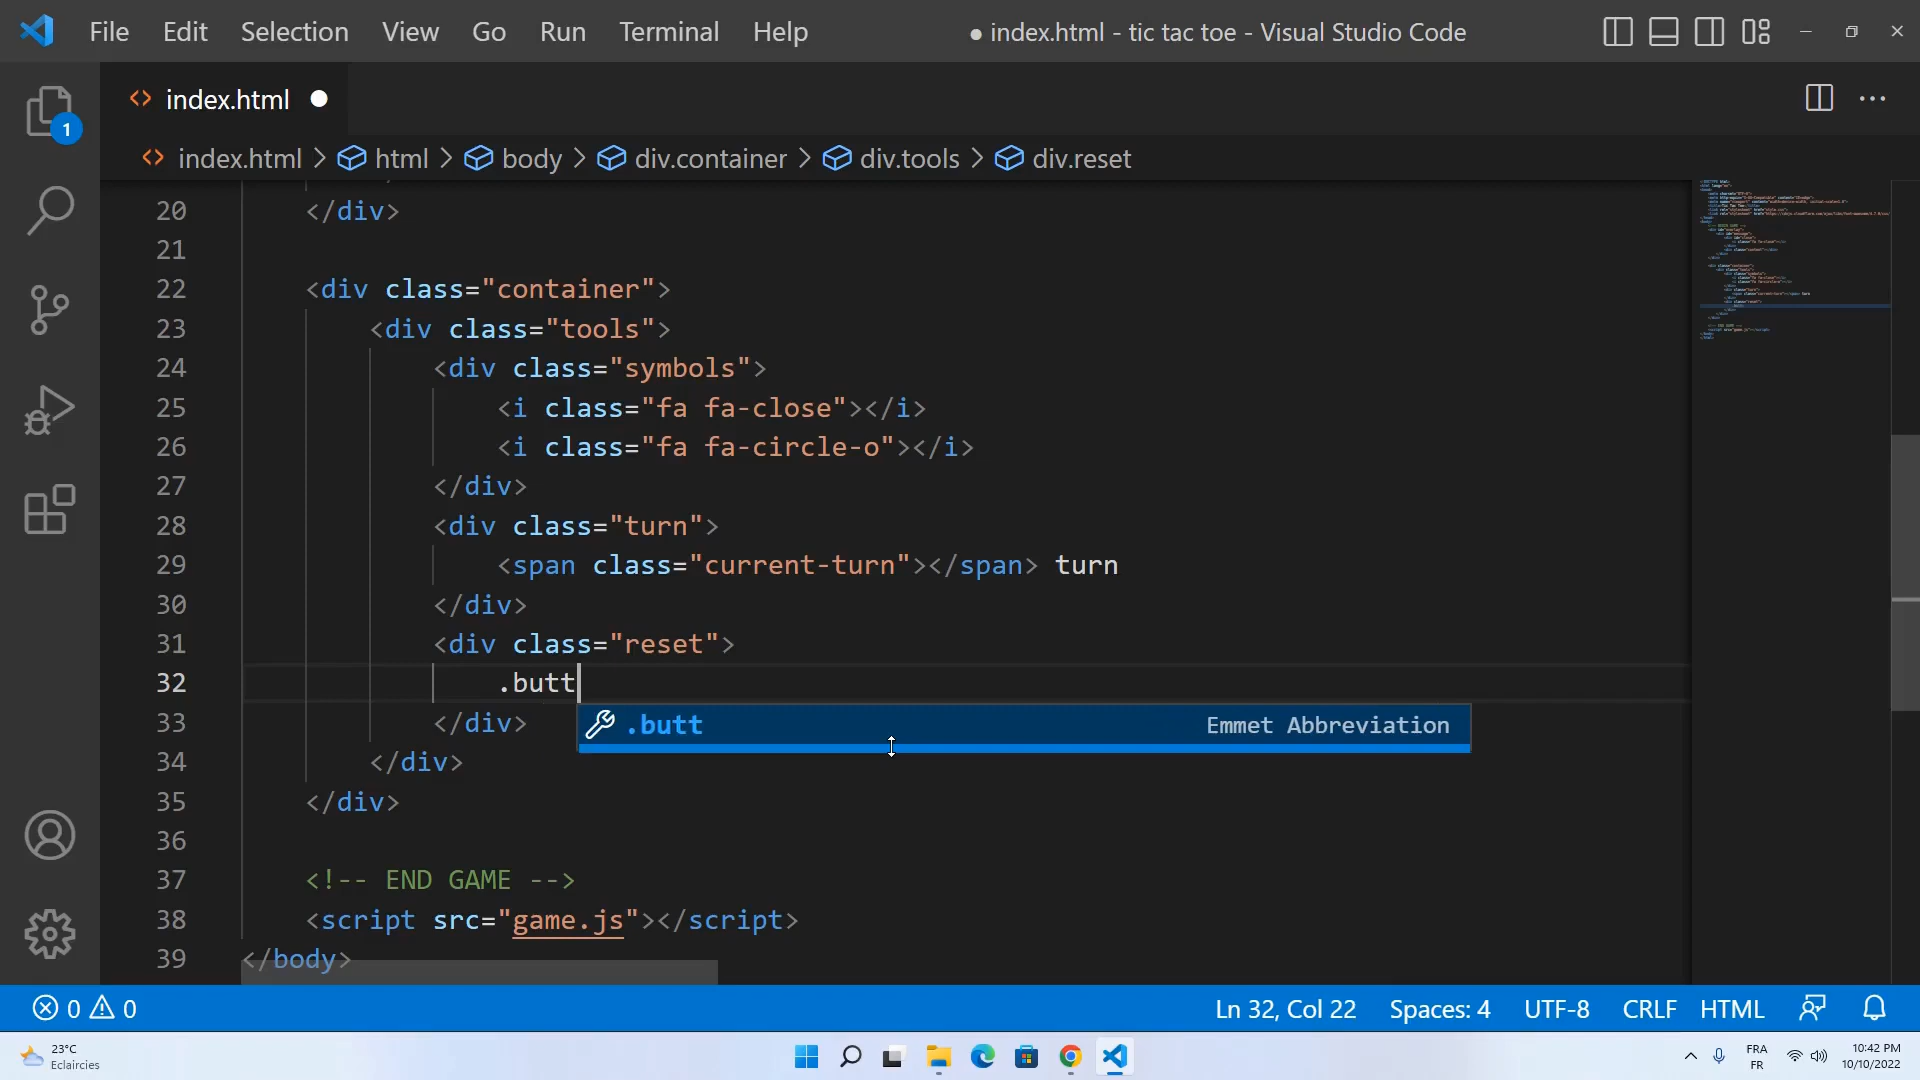 File Edit Selection View Go Run Terminal Help ● index.html - tic tac toe - Visual Studio Code
index.html
1
index.html > html > body > div.container > div.tools > div.reset
20 </div>
21
22 <div class="container">
23 <div class="tools">
24 <div class="symbols">
25 <i class="fa fa-close"></i>
26 <i class="fa fa-circle-o"></i>
27 </div>
28 <div class="turn">
29 <span class="current-turn"></span> turn
30 </div>
31 <div class="reset">
32 .butt
.butt Emmet Abbreviation
33 </div>
34 </div>
35 </div>
36
37 <!-- END GAME -->
38 <script src="game.js"></script>
39 </body>
0 0 Ln 32, Col 22 Spaces: 4 UTF-8 CRLF HTML
23°C
Eclaircies
FRA
FR
10:42 PM
10/10/2022